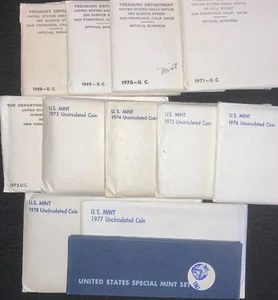 TREASURY DEPARTMENT
UNITED STATES ASSAY OFFICE
SAN FRANCISCO, CALIF.
OFFICIAL BUSINESS
1968-U.C.
TREASURY DEPARTMENT
UNITED STATES ASSAY OFFICE
SAN FRANCISCO, CALIF.
OFFICIAL BUSINESS
1969-U.C.
TREASURY DEPARTMENT
UNITED STATES ASSAY OFFICE
SAN FRANCISCO, CALIF.
OFFICIAL BUSINESS
1970-U.C.
Mint
TREASURY DEPARTMENT
UNITED STATES ASSAY OFFICE
SAN FRANCISCO, CALIF.
OFFICIAL BUSINESS
1971-U.C.
THE DEPARTMENT
UNITED
NEW
1972-U.C.
U.S. MINT
1973 Uncirculated Coin
U.S. MINT
1974 Uncirculated Coin
U.S. MINT
1975 Uncirculated Coin
U.S. MINT
1976 Uncirculated Coin
U.S. MINT
1978 Uncirculated Coin
U.S. MINT
1977 Uncirculated Coin
UNITED STATES SPECIAL MINT SET